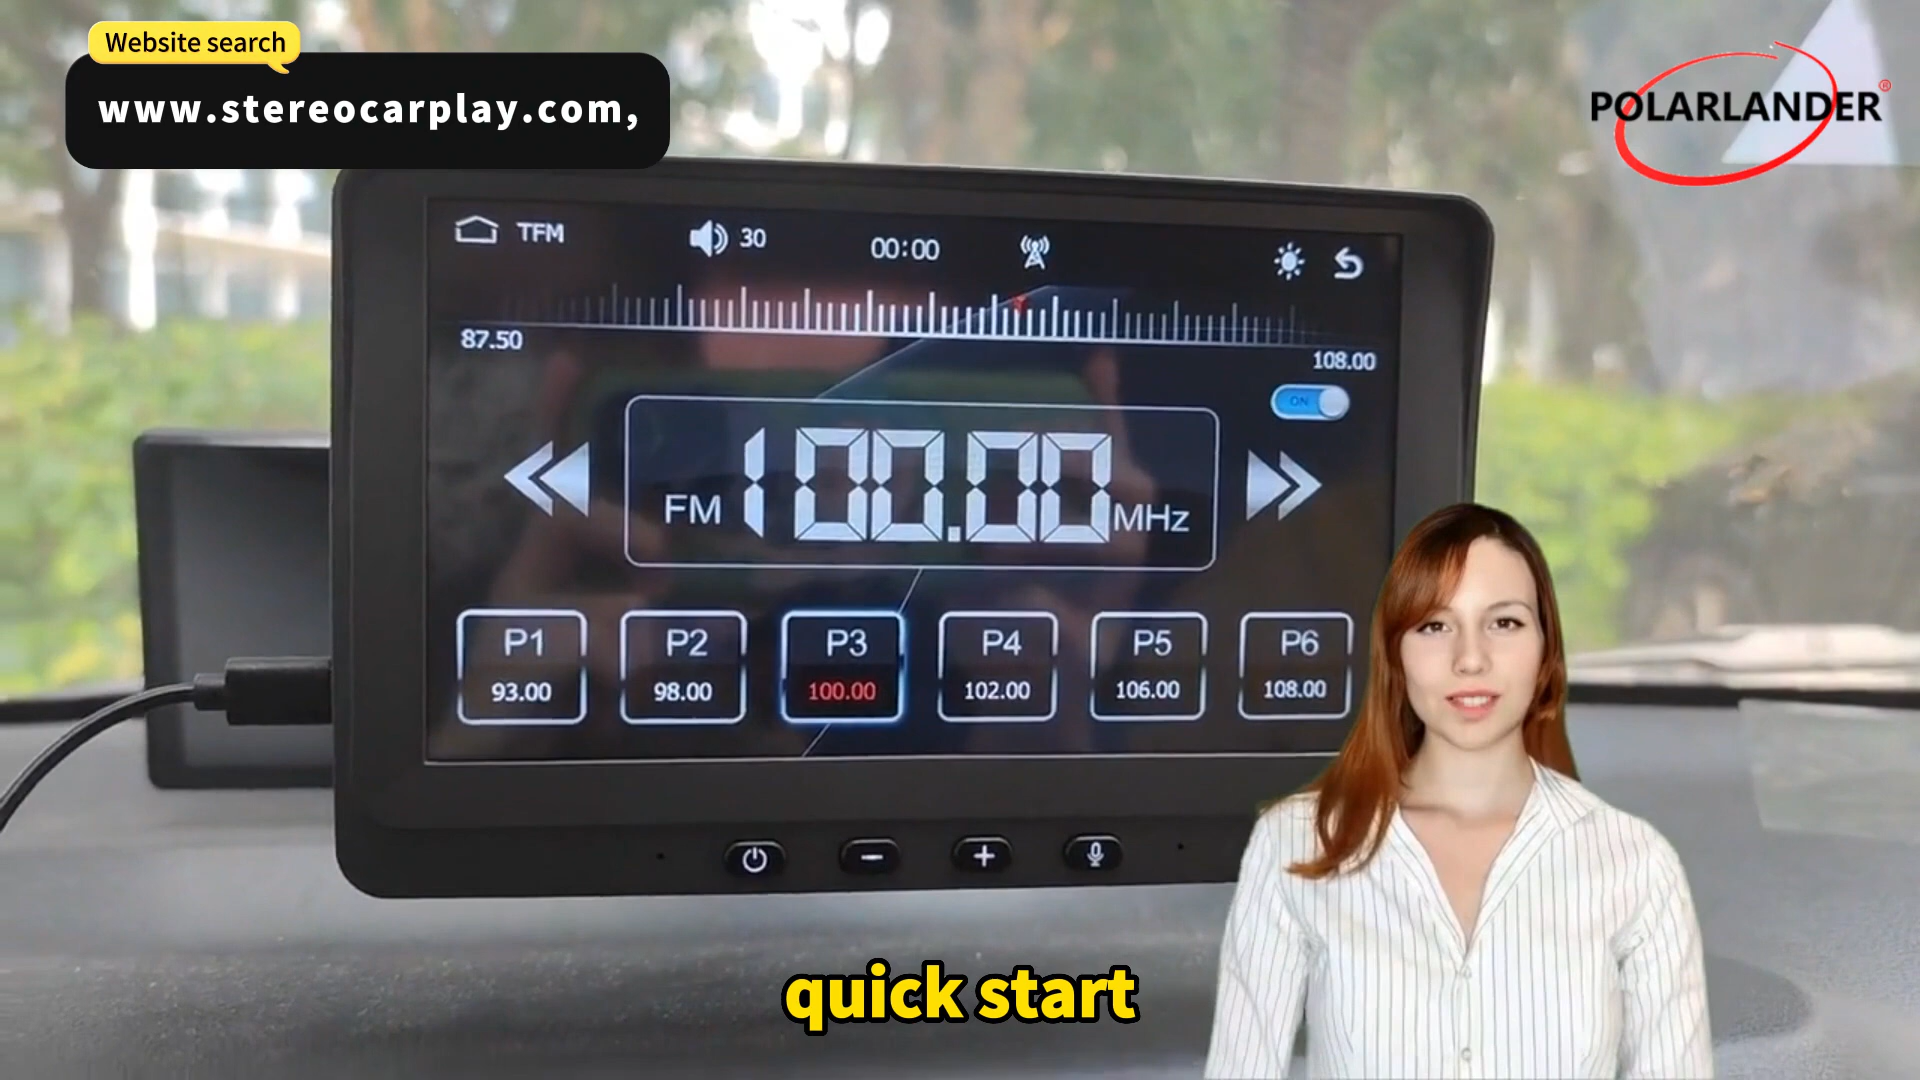 Website search
www.stereocarplay.com,
POLARLANDER®
TFM
30
00:00
87.50
108.00
ON
FM 100.00 MHz
P1 P2 P3 P4 P5 P6
93.00 98.00 100.00 102.00 106.00 108.00
quick start